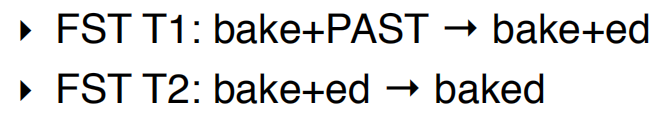 ‣ FST T1: bake+PAST → bake+ed
‣ FST T2: bake+ed → baked